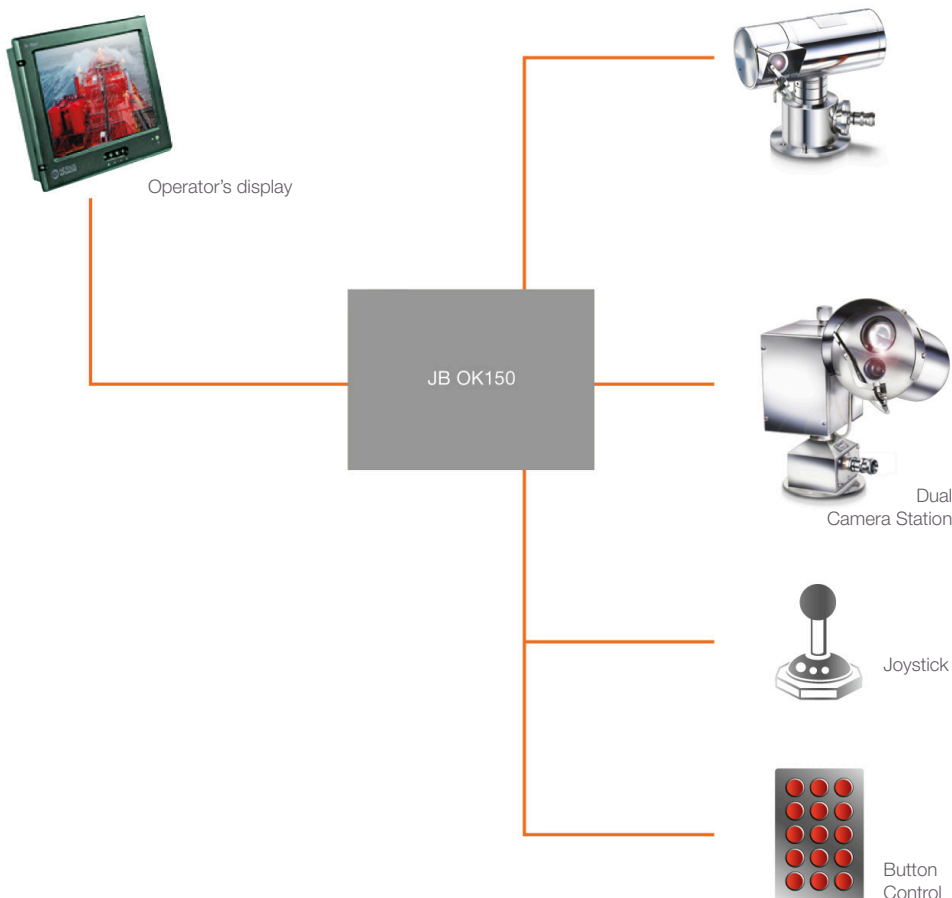 Operator's display
JB OK150
Dual
Camera Station
Joystick
Button
Control